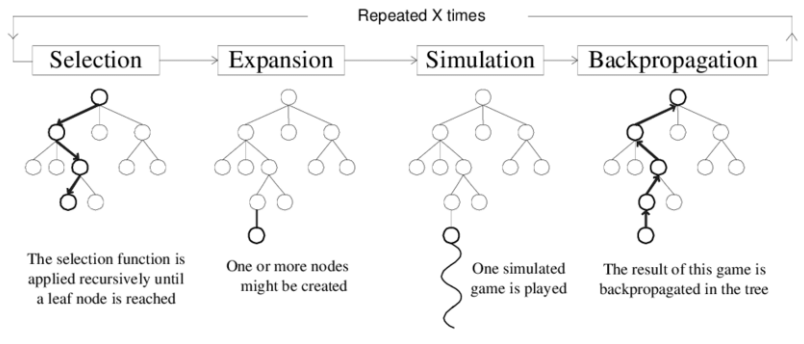 Repeated X times
Selection
Expansion
Simulation
Backpropagation
The selection function is
applied recursively until
a leaf node is reached
One or more nodes
might be created
One simulated
game is played
The result of this game is
backpropagated in the tree